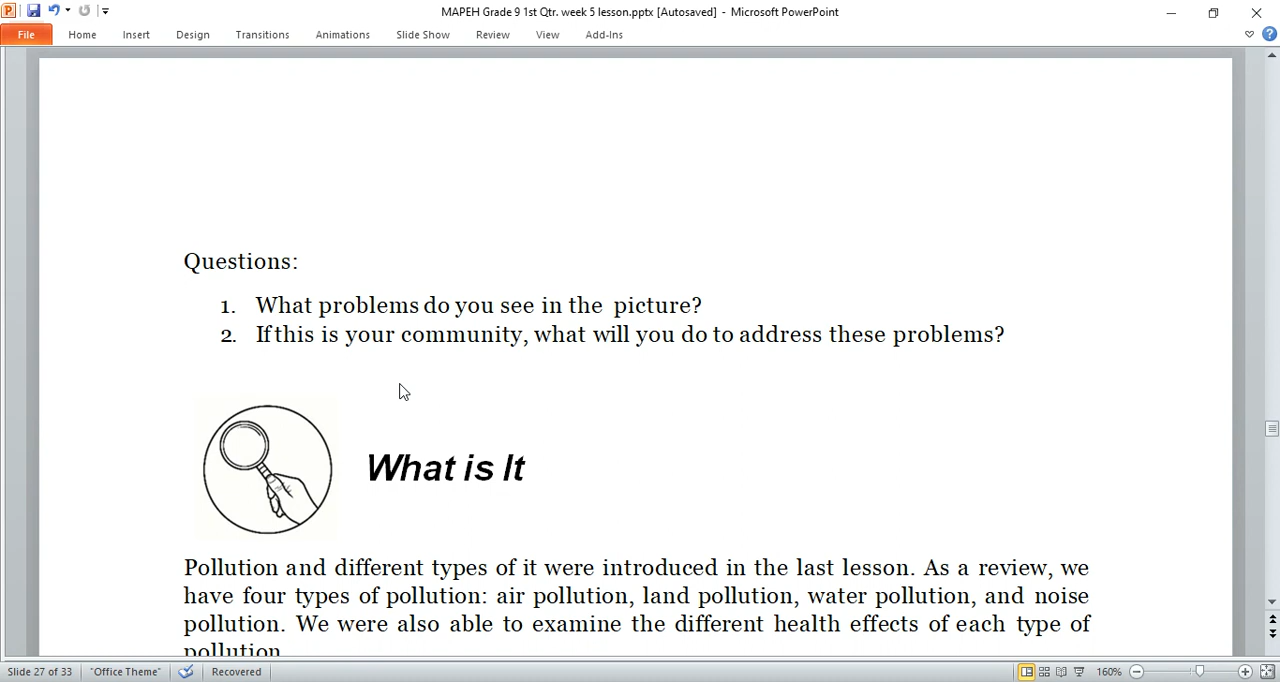 MAPEH Grade 9 1st Qtr. week 5 lesson.pptx [Autosaved] - Microsoft PowerPoint
File Home Insert Design Transitions Animations Slide Show Review View Add-Ins
Questions:
1. What problems do you see in the picture?
2. If this is your community, what will you do to address these problems?
What is It
Pollution and different types of it were introduced in the last lesson. As a review, we
have four types of pollution: air pollution, land pollution, water pollution, and noise
pollution. We were also able to examine the different health effects of each type of
pollution
Slide 27 of 33 "Office Theme" Recovered 160%